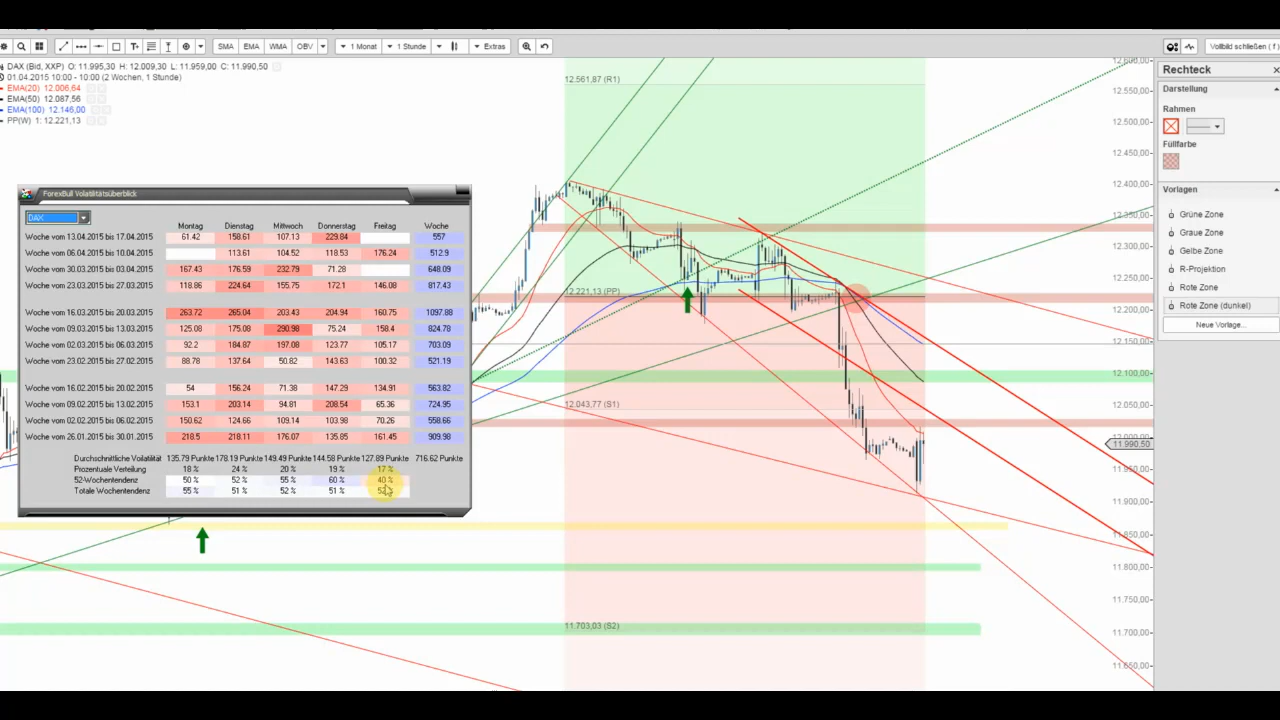 SMA EMA WMA OBV 1 Monat 1 Stunde Extras Vollbild schließen ( f )
DAX (Bid, XXP) O: 11.995,30 H: 12.009,30 L: 11.959,00 C: 11.990,50
01.04.2015 10:00 - 10:00 (2 Wochen, 1 Stunde)
EMA(20) 12.006,64
EMA(50) 12.087,56
EMA(100) 12.146,00
PP(W) 1: 12.221,13
ForexBull Volatilitätsüberblick
DAX
Montag Dienstag Mittwoch Donnerstag Freitag Woche
Woche vom 13.04.2015 bis 17.04.2015 61.42 158.61 107.13 229.84 557
Woche vom 06.04.2015 bis 10.04.2015 113.61 104.52 118.53 176.24 512.9
Woche vom 30.03.2015 bis 03.04.2015 167.43 176.59 232.79 71.28 648.09
Woche vom 23.03.2015 bis 27.03.2015 118.86 224.64 155.79 172.1 146.08 817.43
Woche vom 16.03.2015 bis 20.03.2015 263.72 265.04 203.43 204.94 160.75 1097.88
Woche vom 09.03.2015 bis 13.03.2015 125.08 175.08 290.98 75.24 158.4 824.78
Woche vom 02.03.2015 bis 06.03.2015 92.2 184.87 197.08 123.77 105.17 703.09
Woche vom 23.02.2015 bis 27.02.2015 88.78 137.64 50.82 143.63 100.32 521.19
Woche vom 16.02.2015 bis 20.02.2015 54 156.24 71.38 147.29 134.91 563.82
Woche vom 09.02.2015 bis 13.02.2015 153.1 203.14 94.81 208.54 65.36 724.95
Woche vom 02.02.2015 bis 06.02.2015 150.62 124.66 109.14 103.98 70.26 558.66
Woche vom 26.01.2015 bis 30.01.2015 218.5 218.11 176.07 135.85 161.45 909.98
Durchschnittliche Volatilität 135.79 Punkte 178.19 Punkte 149.49 Punkte 144.58 Punkte 127.89 Punkte 716.62 Punkte
Prozentuale Verteilung 18 % 24 % 20 % 19 % 17 %
52-Wochentendenz 50 % 52 % 55 % 60 % 40 %
Totale Wochentendenz 55 % 51 % 52 % 51 %
12.561,87 (R1)
12.221,13 (PP)
12.043,77 (S1)
11.703,03 (S2)
12.600,00
12.550,00
12.500,00
12.450,00
12.400,00
12.350,00
12.300,00
12.250,00
12.200,00
12.150,00
12.100,00
12.050,00
11.990,50
11.950,00
11.900,00
11.850,00
11.800,00
11.750,00
11.700,00
11.650,00
Rechteck
Darstellung
Rahmen
Füllfarbe
Vorlagen
Grüne Zone
Graue Zone
Gelbe Zone
R-Projektion
Rote Zone
Rote Zone (dunkel)
Neue Vorlage...